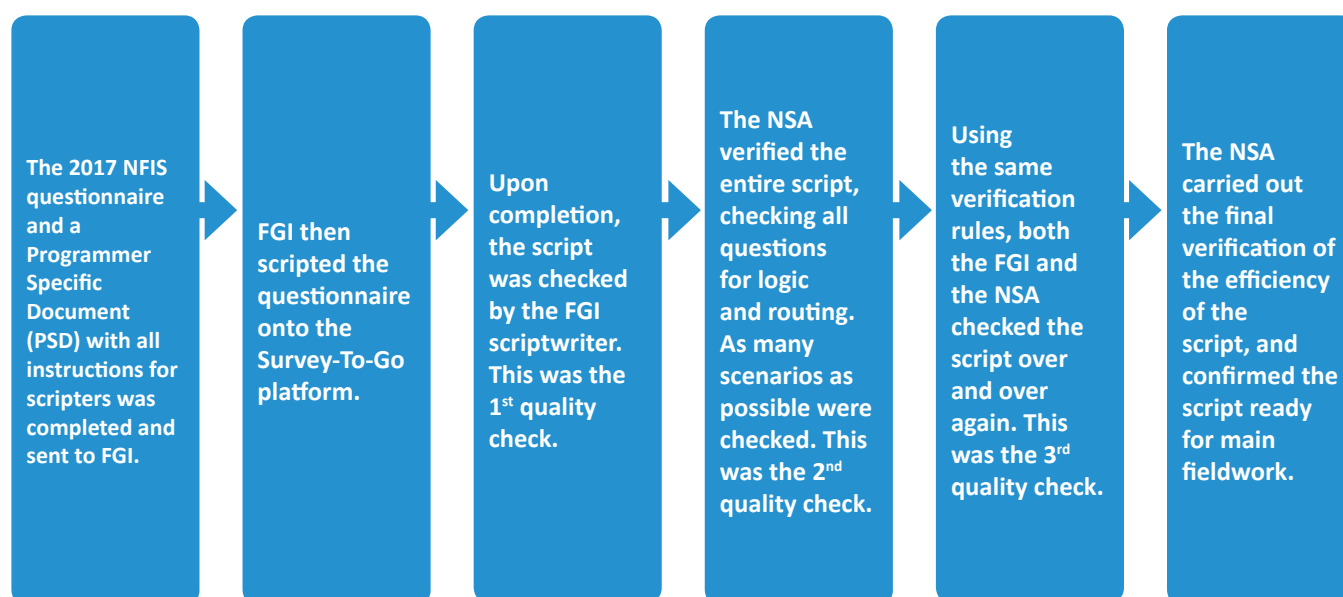 The 2017 NFIS
questionnaire
and a
Programmer
Specific
Document
(PSD) with all
instructions for
scripters was
completed and
sent to FGI.
FGI then
scripted the
questionnaire
onto the
Survey-To-Go
platform.
Upon
completion,
the script
was checked
by the FGI
scriptwriter.
This was the
1st quality
check.
The NSA
verified the
entire script,
checking all
questions
for logic
and routing.
As many
scenarios as
possible were
checked. This
was the 2nd
quality check.
Using
the same
verification
rules, both
the FGI and
the NSA
checked the
script over
and over
again. This
was the 3rd
quality check.
The NSA
carried out
the final
verification of
the efficiency
of the
script, and
confirmed the
script ready
for main
fieldwork.